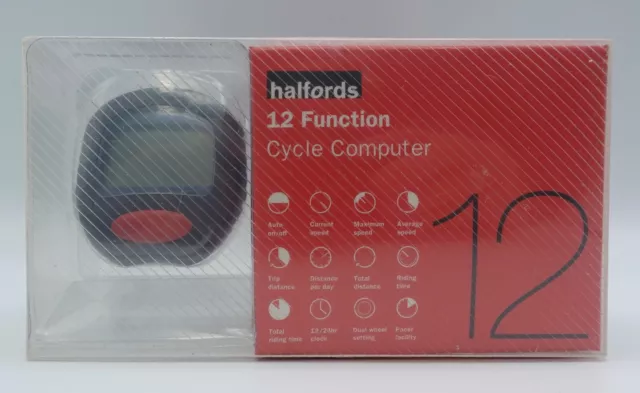 halfords
12 Function
Cycle Computer
Auto on/off
Current speed
Maximum speed
Average speed
Trip distance
Distance per day
Total distance
Riding time
Total riding time
12/24hr clock
Dual wheel setting
facility
12